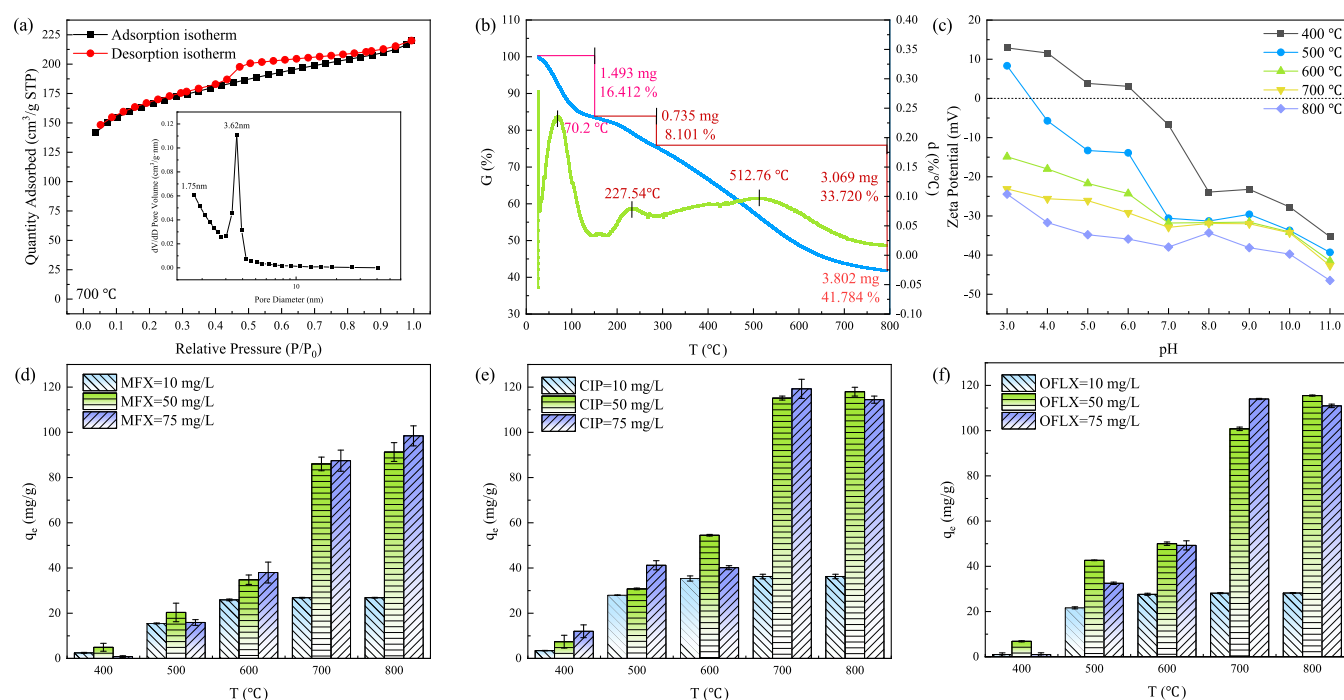 (a)
Adsorption isotherm
Desorption isotherm
Quantity Adsorbed (cm³/g STP)
225
200
175
150
125
100
75
50
25
0
3.62nm
1.75nm
dV/dD Pore Volume (cm³/g·nm)
0.12
0.09
0.06
0.03
0.00
10
Pore Diameter (nm)
700 ℃
0.0 0.1 0.2 0.3 0.4 0.5 0.6 0.7 0.8 0.9 1.0
Relative Pressure (P/P₀)
(b)
G (%)
110
100
90
80
70
60
50
40
30
1.493 mg
16.412 %
0.735 mg
8.101 %
70.2 ℃
227.54℃
512.76 ℃
3.069 mg
33.720 %
3.802 mg
41.784 %
0.40
0.35
0.30
0.25
0.20
0.15
0.10
0.05
0.00
-0.05
-0.10
d (%/℃)
0 100 200 300 400 500 600 700 800
T (℃)
(c)
Zeta Potential (mV)
20
10
0
-10
-20
-30
-40
-50
400 ℃
500 ℃
600 ℃
700 ℃
800 ℃
3.0 4.0 5.0 6.0 7.0 8.0 9.0 10.0 11.0
pH
(d)
MFX=10 mg/L
MFX=50 mg/L
MFX=75 mg/L
qₑ (mg/g)
120
100
80
60
40
20
0
400 500 600 700 800
T (℃)
(e)
CIP=10 mg/L
CIP=50 mg/L
CIP=75 mg/L
qₑ (mg/g)
120
100
80
60
40
20
0
400 500 600 700 800
T (℃)
(f)
OFLX=10 mg/L
OFLX=50 mg/L
OFLX=75 mg/L
qₑ (mg/g)
120
100
80
60
40
20
0
400 500 600 700 800
T (℃)